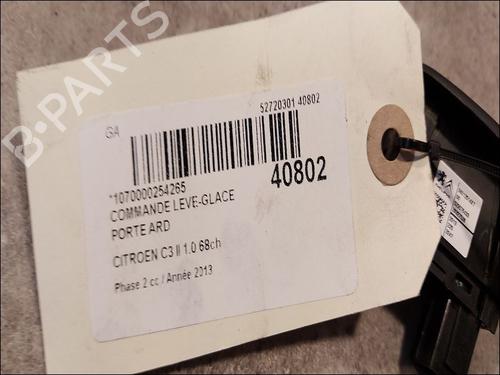 B-PARTS
GA
52720301 40802
*1070000254265
40802
COMMANDE LEVE-GLACE
PORTE ARD
CITROEN C3 II 1.0 68ch
Phase 2 cc / Année 2013